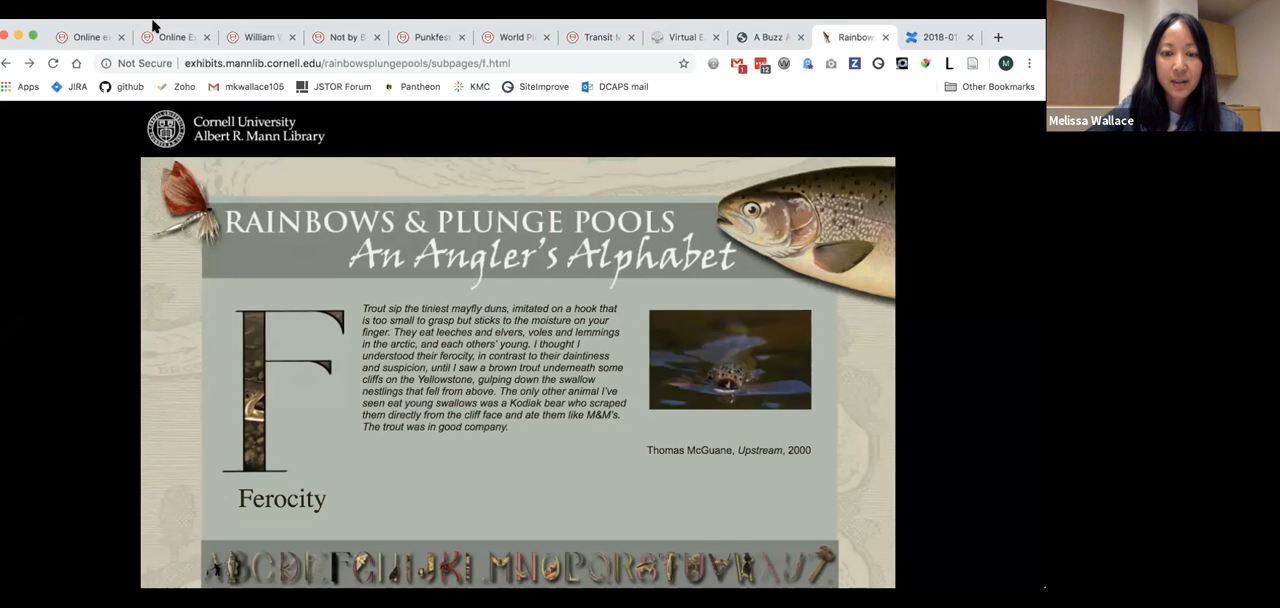 Online e
Online E
William W
Not by B
Punkfes
World Pl
Transit M
Virtual E
A Buzz A
Rainbow
2018-01
Not Secure
exhibits.mannlib.cornell.edu/rainbowsplungepools/subpages/f.html
Apps
JIRA
github
Zoho
mkwallace105
JSTOR Forum
Pantheon
KMC
SiteImprove
DCAPS mail
Other Bookmarks
Melissa Wallace
Cornell University
Albert R. Mann Library
RAINBOWS & PLUNGE POOLS
An Angler's Alphabet
F
Ferocity
Trout sip the tiniest mayfly duns, imitated on a hook that
is too small to grasp but sticks to the moisture on your
finger. They eat leeches and elvers, voles and lemmings
in the arctic, and each others' young. I thought I
understood their ferocity, in contrast to their daintiness
and suspicion, until I saw a brown trout underneath some
cliffs on the Yellowstone, gulping down the swallow
nestlings that fell from above. The only other animal I've
seen eat young swallows was a Kodiak bear who scraped
them directly from the cliff face and ate them like M&M's.
The trout was in good company.
Thomas McGuane, Upstream, 2000